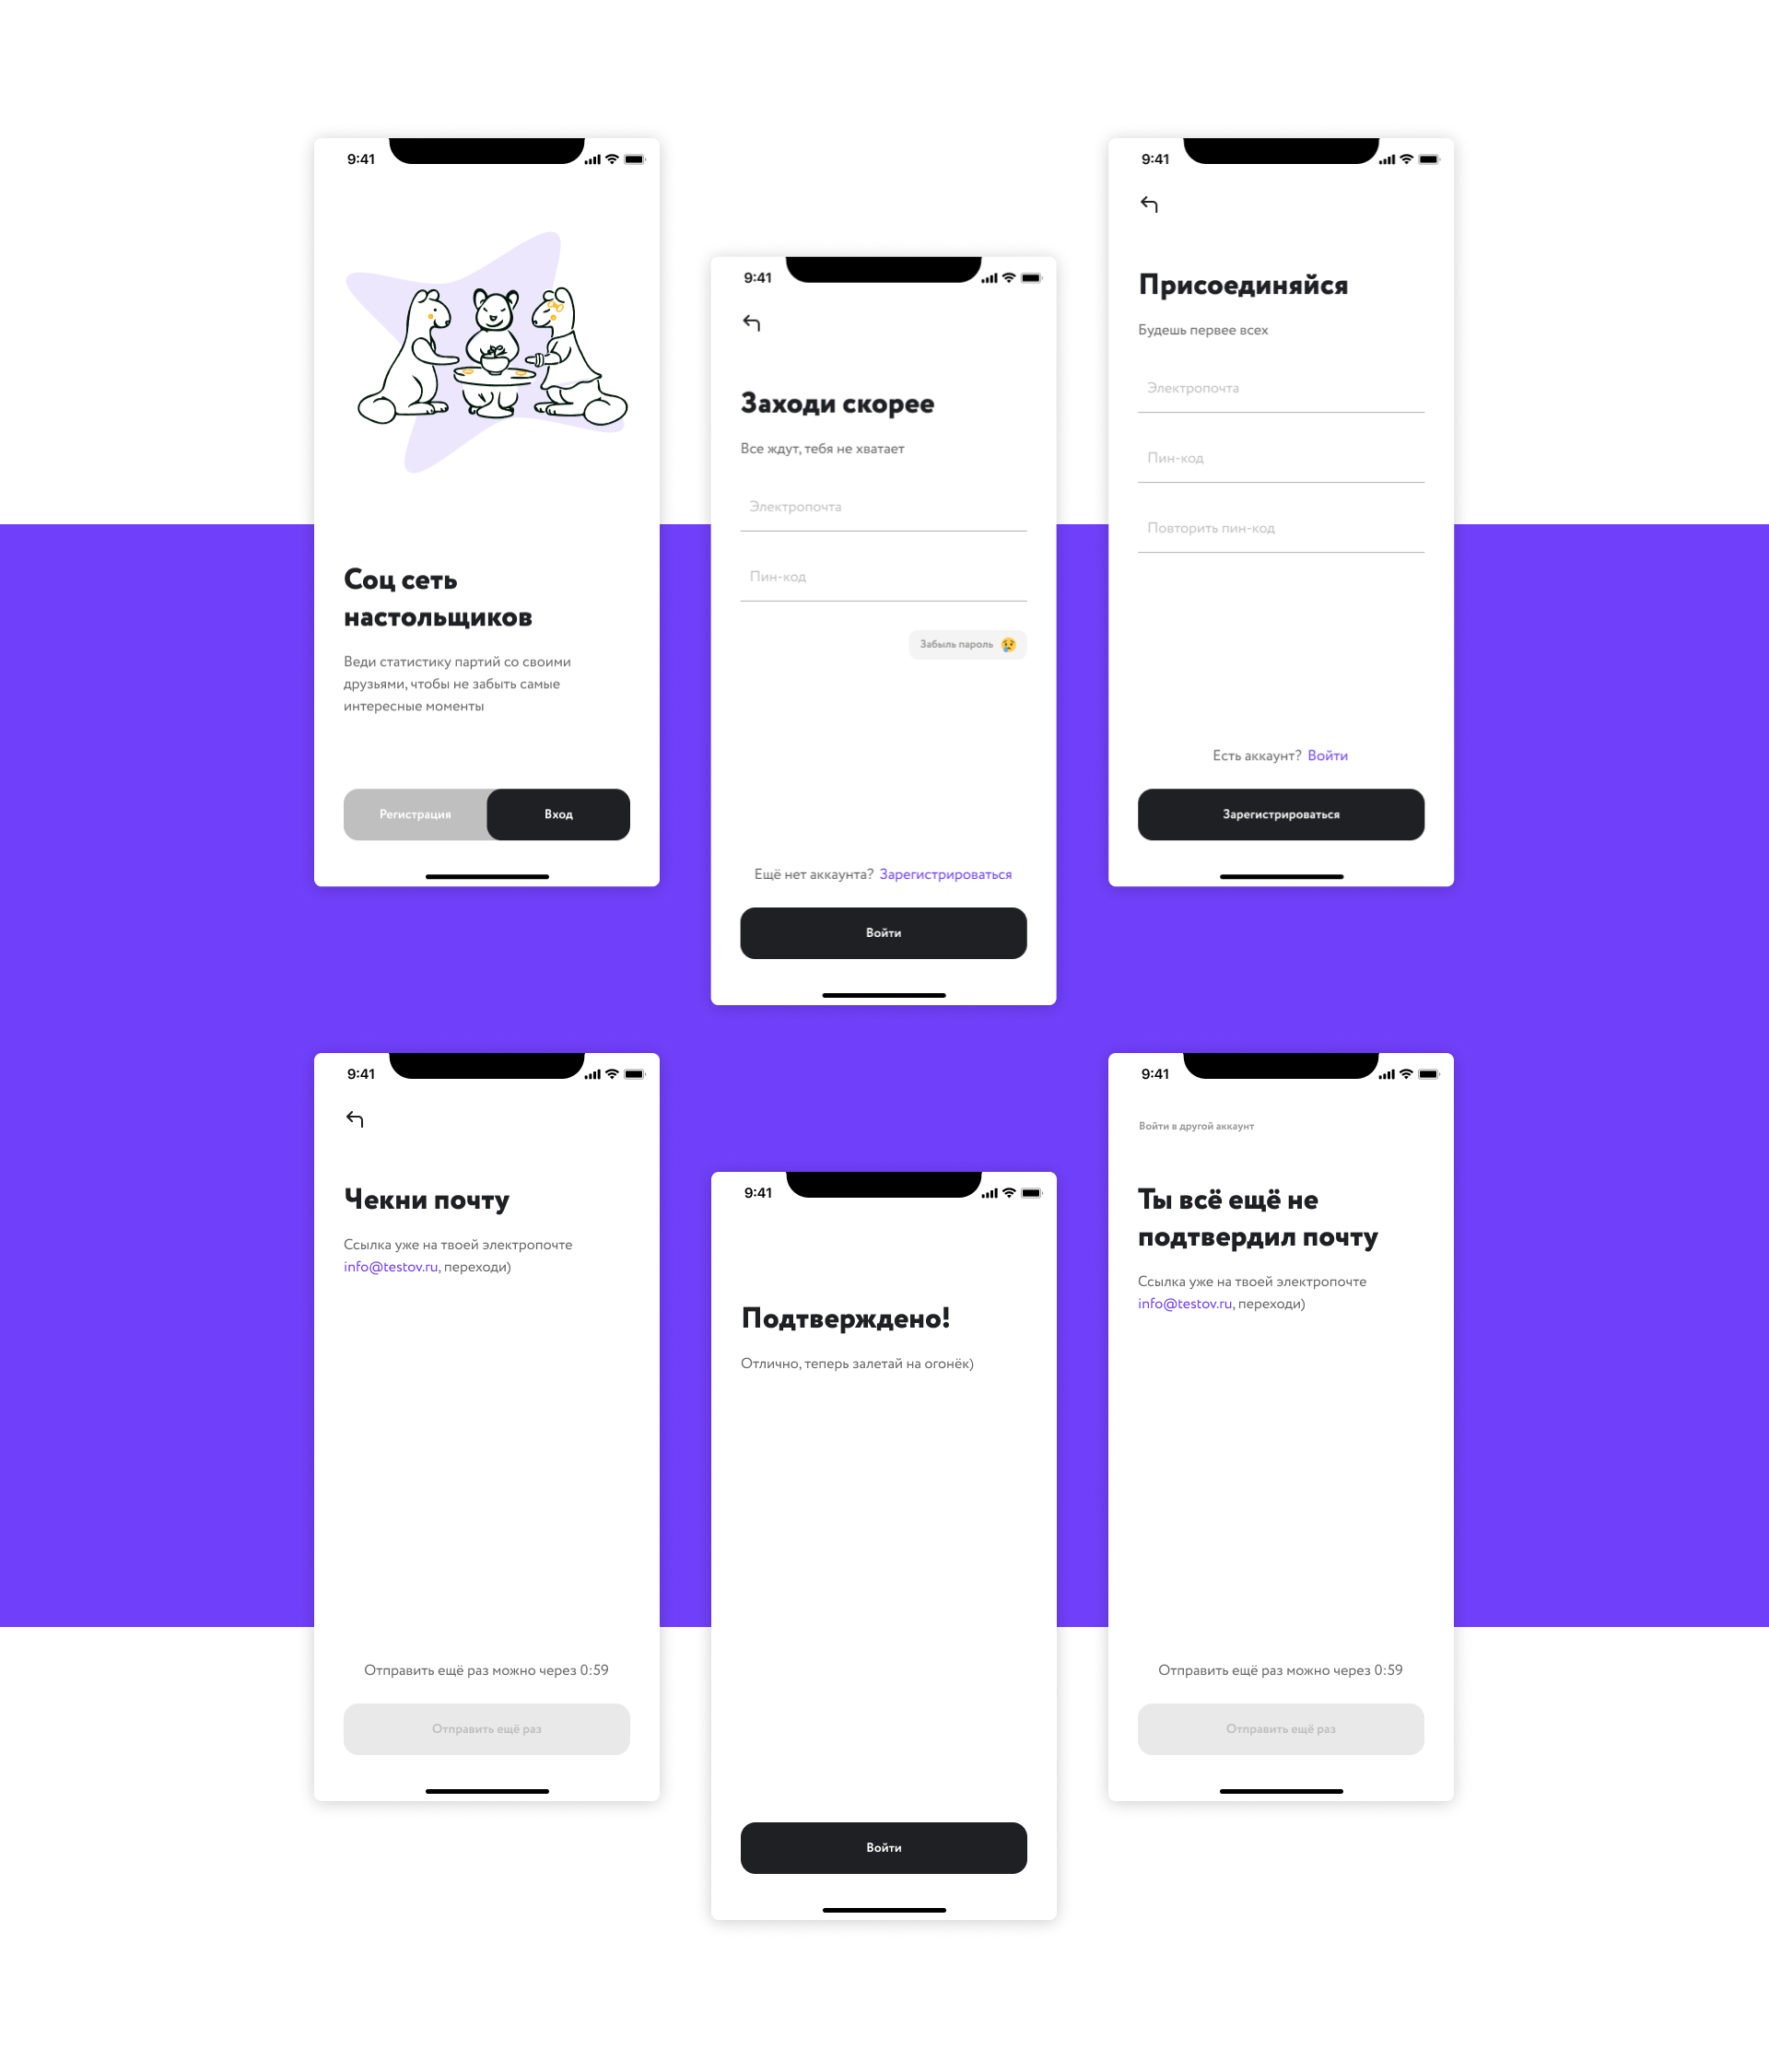 9:41
Соц сеть
настольщиков
Веди статистику партий со своими
друзьями, чтобы не забыть самые
интересные моменты
Регистрация
Вход
9:41
Заходи скорее
Все ждут, тебя не хватает
Электропочта
Пин-код
Забыль пароль 😢
Ещё нет аккаунта? Зарегистрироваться
Войти
9:41
Присоединяйся
Будешь первее всех
Электропочта
Пин-код
Повторить пин-код
Есть аккаунт? Войти
Зарегистрироваться
9:41
Чекни почту
Ссылка уже на твоей электропочте
info@testov.ru, переходи)
Отправить ещё раз можно через 0:59
Отправить ещё раз
9:41
Подтверждено!
Отлично, теперь залетай на огонёк)
Войти
9:41
Войти в другой аккаунт
Ты всё ещё не
подтвердил почту
Ссылка уже на твоей электропочте
info@testov.ru, переходи)
Отправить ещё раз можно через 0:59
Отправить ещё раз